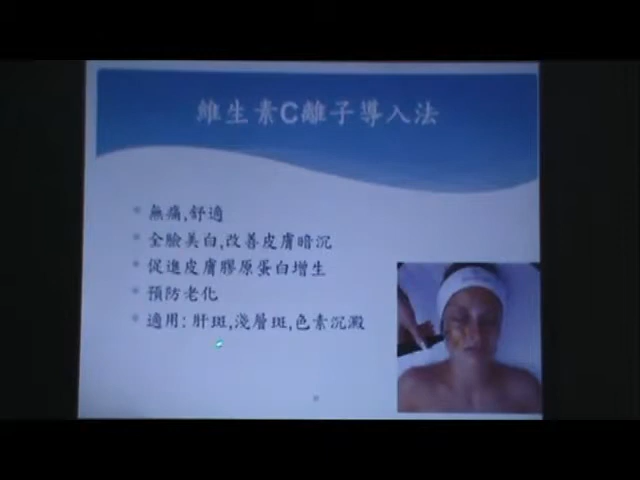 維生素C離子導入法
無痛,舒適
全臉美白,改善皮膚暗沉
促進皮膚膠原蛋白增生
預防老化
適用: 肝斑,淺層斑,色素沉澱